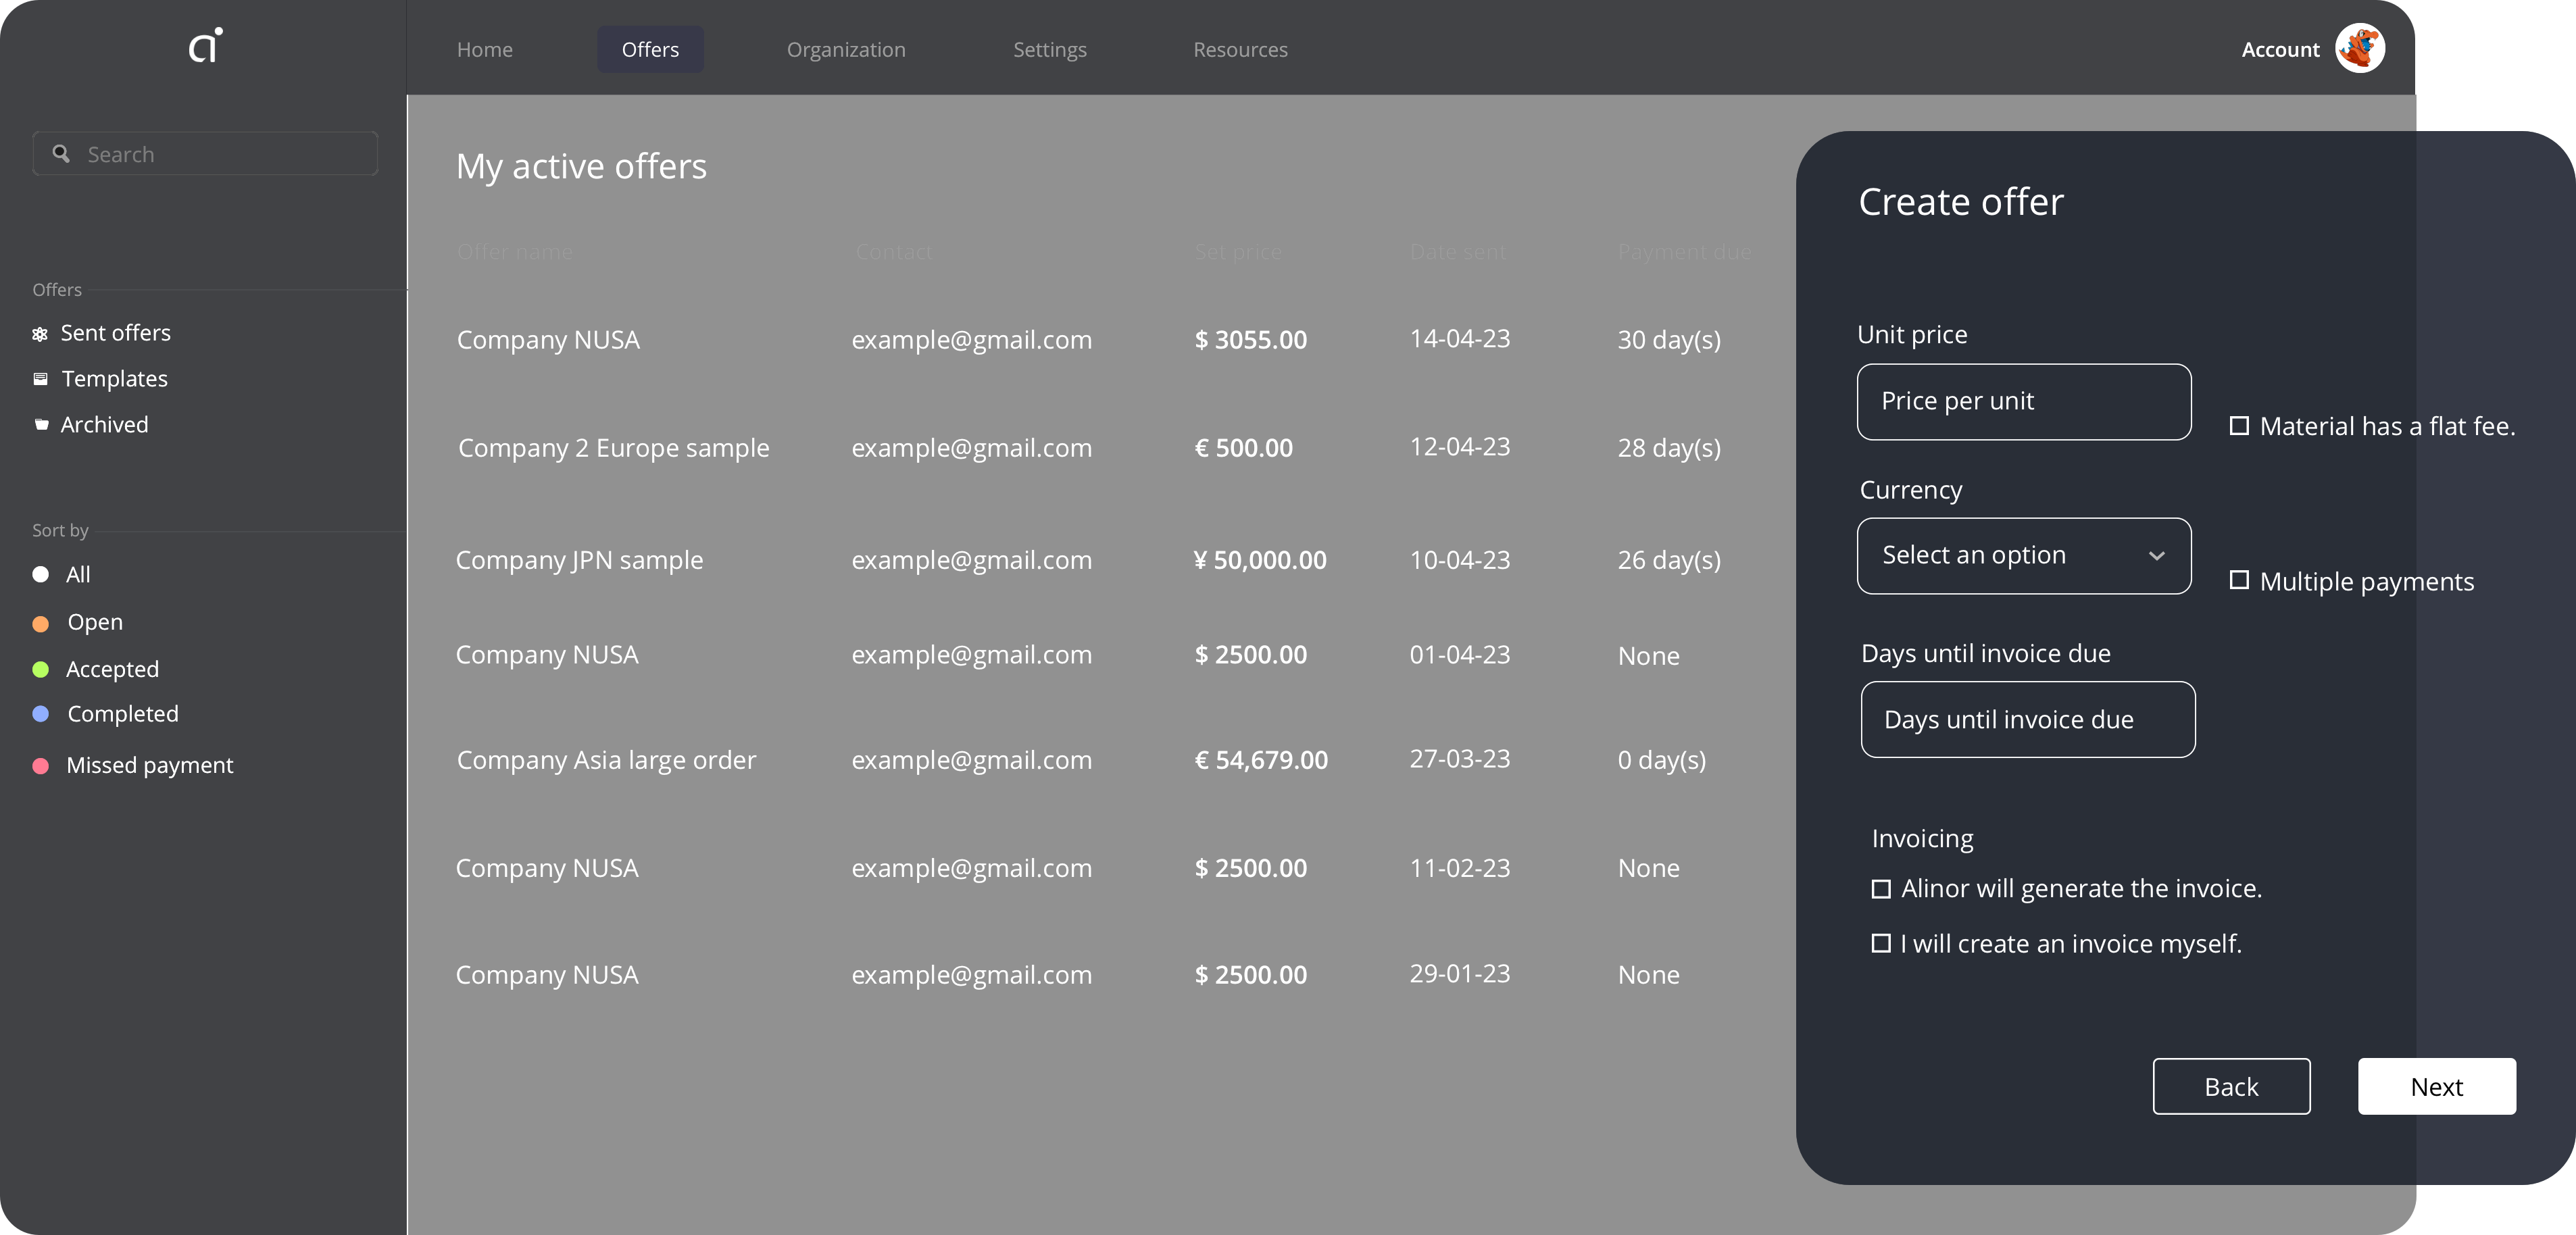 ai
Home Offers Organization Settings Resources Account
Search
My active offers
Create offer
Offer name Contact Set price Date sent Payment due
Offers
Sent offers
Templates
Archived
Sort by
All
Open
Accepted
Completed
Missed payment
Company NUSA example@gmail.com $ 3055.00 14-04-23 30 day(s)
Company 2 Europe sample example@gmail.com € 500.00 12-04-23 28 day(s)
Company JPN sample example@gmail.com ¥ 50,000.00 10-04-23 26 day(s)
Company NUSA example@gmail.com $ 2500.00 01-04-23 None
Company Asia large order example@gmail.com € 54,679.00 27-03-23 0 day(s)
Company NUSA example@gmail.com $ 2500.00 11-02-23 None
Company NUSA example@gmail.com $ 2500.00 29-01-23 None
Unit price
Price per unit
Material has a flat fee.
Currency
Select an option
Multiple payments
Days until invoice due
Days until invoice due
Invoicing
Alinor will generate the invoice.
I will create an invoice myself.
Back Next